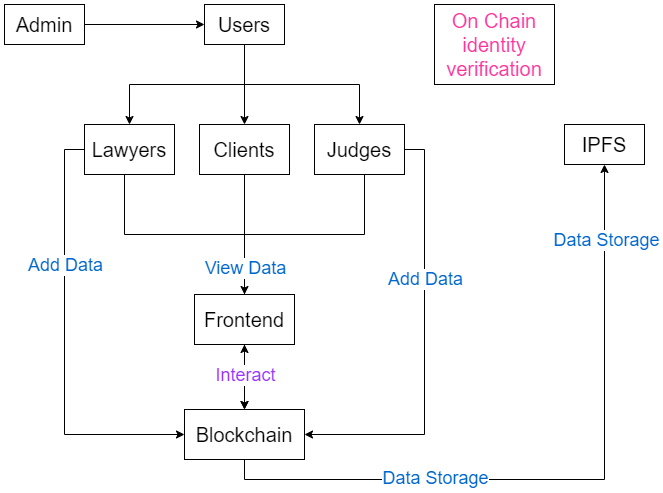 Admin
Users
On Chain
identity
verification
Lawyers
Clients
Judges
IPFS
Data Storage
Add Data
View Data
Add Data
Frontend
Interact
Blockchain
Data Storage